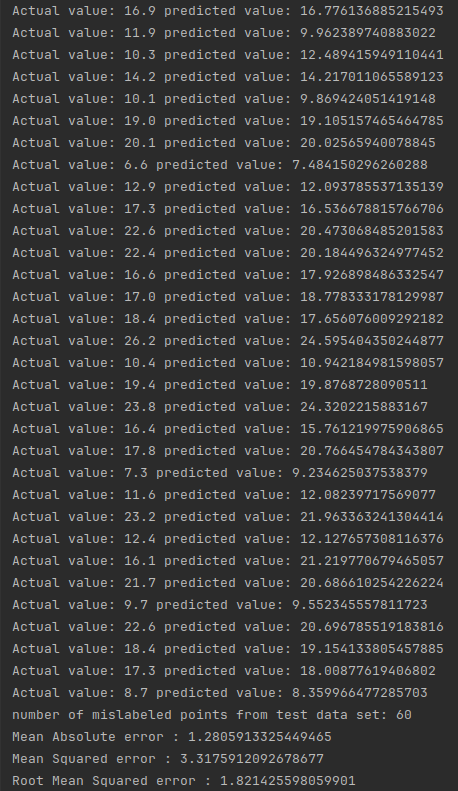 Actual value: 16.9 predicted value: 16.776136885215493
Actual value: 11.9 predicted value: 9.962389740883022
Actual value: 10.3 predicted value: 12.489415949110441
Actual value: 14.2 predicted value: 14.217011065589123
Actual value: 10.1 predicted value: 9.869424051419148
Actual value: 19.0 predicted value: 19.105157465464785
Actual value: 20.1 predicted value: 20.02565940078845
Actual value: 6.6 predicted value: 7.484150296260288
Actual value: 12.9 predicted value: 12.093785537135139
Actual value: 17.3 predicted value: 16.536678815766706
Actual value: 22.6 predicted value: 20.473068485201583
Actual value: 22.4 predicted value: 20.184496324977452
Actual value: 16.6 predicted value: 17.926898486332547
Actual value: 17.0 predicted value: 18.778333178129987
Actual value: 18.4 predicted value: 17.656076009292182
Actual value: 26.2 predicted value: 24.595404350244877
Actual value: 10.4 predicted value: 10.942184981598057
Actual value: 19.4 predicted value: 19.8768728090511
Actual value: 23.8 predicted value: 24.3202215883167
Actual value: 16.4 predicted value: 15.761219975906865
Actual value: 17.8 predicted value: 20.766454784343807
Actual value: 7.3 predicted value: 9.234625037538379
Actual value: 11.6 predicted value: 12.08239717569077
Actual value: 23.2 predicted value: 21.963363241304414
Actual value: 12.4 predicted value: 12.127657308116376
Actual value: 16.1 predicted value: 21.219770679465057
Actual value: 21.7 predicted value: 20.686610254226224
Actual value: 9.7 predicted value: 9.552345557811723
Actual value: 22.6 predicted value: 20.696785519183816
Actual value: 18.4 predicted value: 19.154133805457885
Actual value: 17.3 predicted value: 18.00877619406802
Actual value: 8.7 predicted value: 8.359966477285703
number of mislabeled points from test data set: 60
Mean Absolute error : 1.2805913325449465
Mean Squared error : 3.3175912092678677
Root Mean Squared error : 1.821425598059901